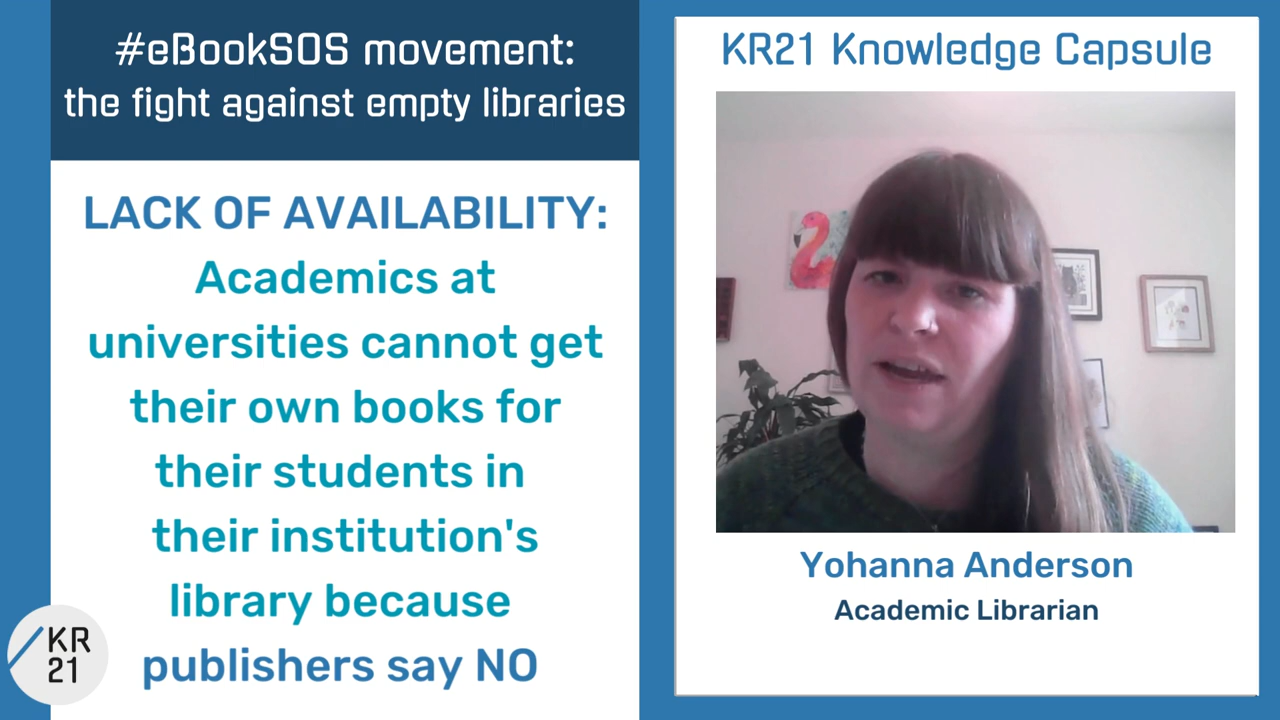 #eBookSOS movement:
the fight against empty libraries
LACK OF AVAILABILITY:
Academics at
universities cannot get
their own books for
their students in
their institution's
library because
publishers say NO
KR
21
KR21 Knowledge Capsule
Yohanna Anderson
Academic Librarian